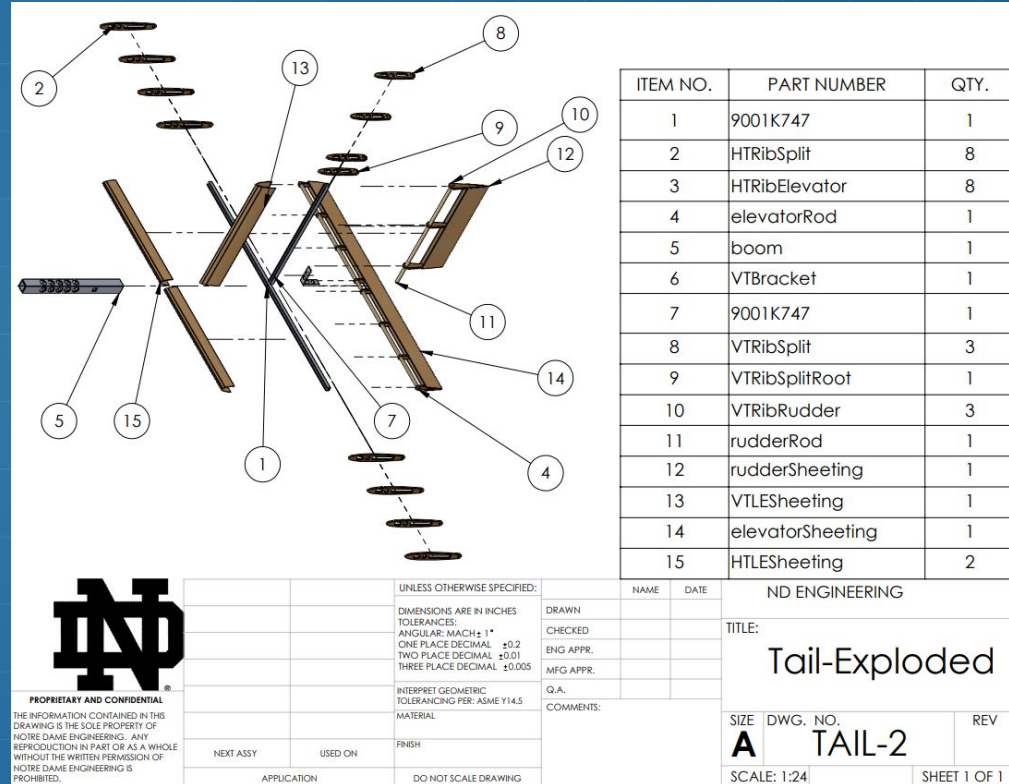 2
13
8
9
10
12
11
14
5
15
1
7
4
ITEM NO. PART NUMBER QTY.
1 9001K747 1
2 HTRibSplit 8
3 HTRibElevator 8
4 elevatorRod 1
5 boom 1
6 VTBracket 1
7 9001K747 1
8 VTRibSplit 3
9 VTRibSplitRoot 1
10 VTRibRudder 3
11 rudderRod 1
12 rudderSheeting 1
13 VTLESheeting 1
14 elevatorSheeting 1
15 HTLESheeting 2
ND
®
PROPRIETARY AND CONFIDENTIAL
THE INFORMATION CONTAINED IN THIS
DRAWING IS THE SOLE PROPERTY OF
NOTRE DAME ENGINEERING. ANY
REPRODUCTION IN PART OR AS A WHOLE
WITHOUT THE WRITTEN PERMISSION OF
NOTRE DAME ENGINEERING IS
PROHIBITED.
NEXT ASSY USED ON
APPLICATION
UNLESS OTHERWISE SPECIFIED:
DIMENSIONS ARE IN INCHES
TOLERANCES:
ANGULAR: MACH± 1°
ONE PLACE DECIMAL ±0.2
TWO PLACE DECIMAL ±0.01
THREE PLACE DECIMAL ±0.005
INTERPRET GEOMETRIC
TOLERANCING PER: ASME Y14.5
MATERIAL
FINISH
DO NOT SCALE DRAWING
NAME DATE
DRAWN
CHECKED
ENG APPR.
MFG APPR.
Q.A.
COMMENTS:
ND ENGINEERING
TITLE:
Tail-Exploded
SIZE DWG. NO. REV
A TAIL-2
SCALE: 1:24 SHEET 1 OF 1